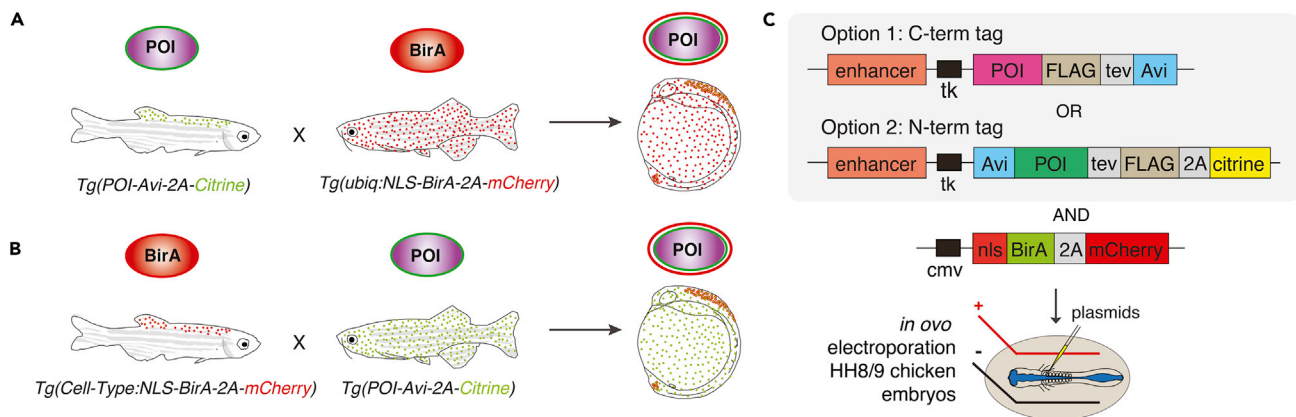 A
POI
BirA
POI
X
Tg(POI-Avi-2A-Citrine)
Tg(ubiq:NLS-BirA-2A-mCherry)
B
BirA
POI
POI
X
Tg(Cell-Type:NLS-BirA-2A-mCherry)
Tg(POI-Avi-2A-Citrine)
C
Option 1: C-term tag
enhancer
tk
POI
FLAG
tev
Avi
OR
Option 2: N-term tag
enhancer
tk
Avi
POI
tev
FLAG
2A
citrine
AND
cmv
nls
BirA
2A
mCherry
+
-
plasmids
in ovo
electroporation
HH8/9 chicken
embryos